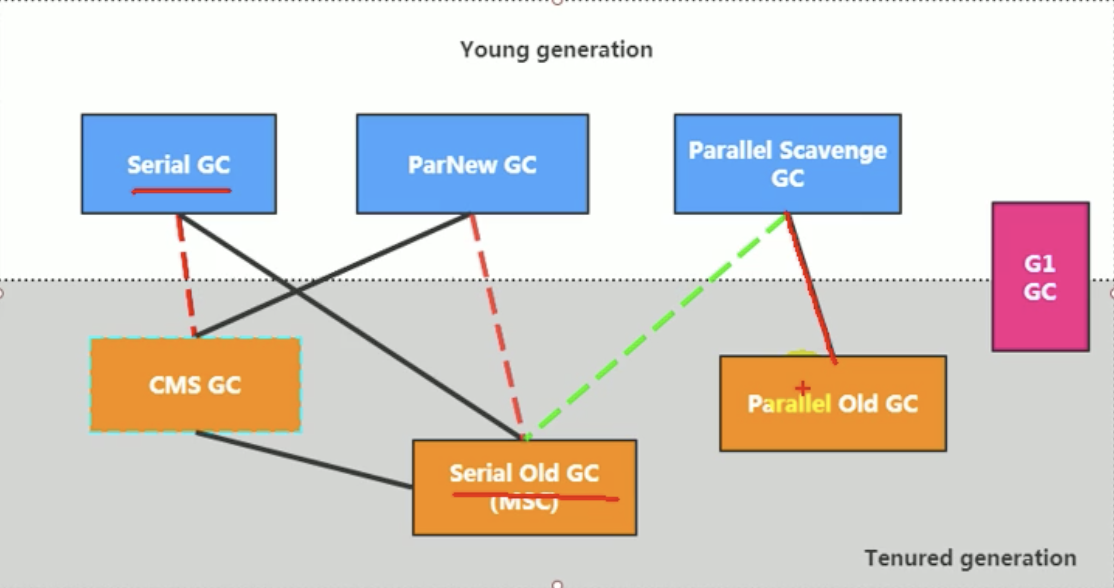 Young generation
Serial GC
ParNew GC
Parallel Scavenge
GC
G1
GC
CMS GC
Parallel Old GC
Serial Old GC
(MSC)
Tenured generation